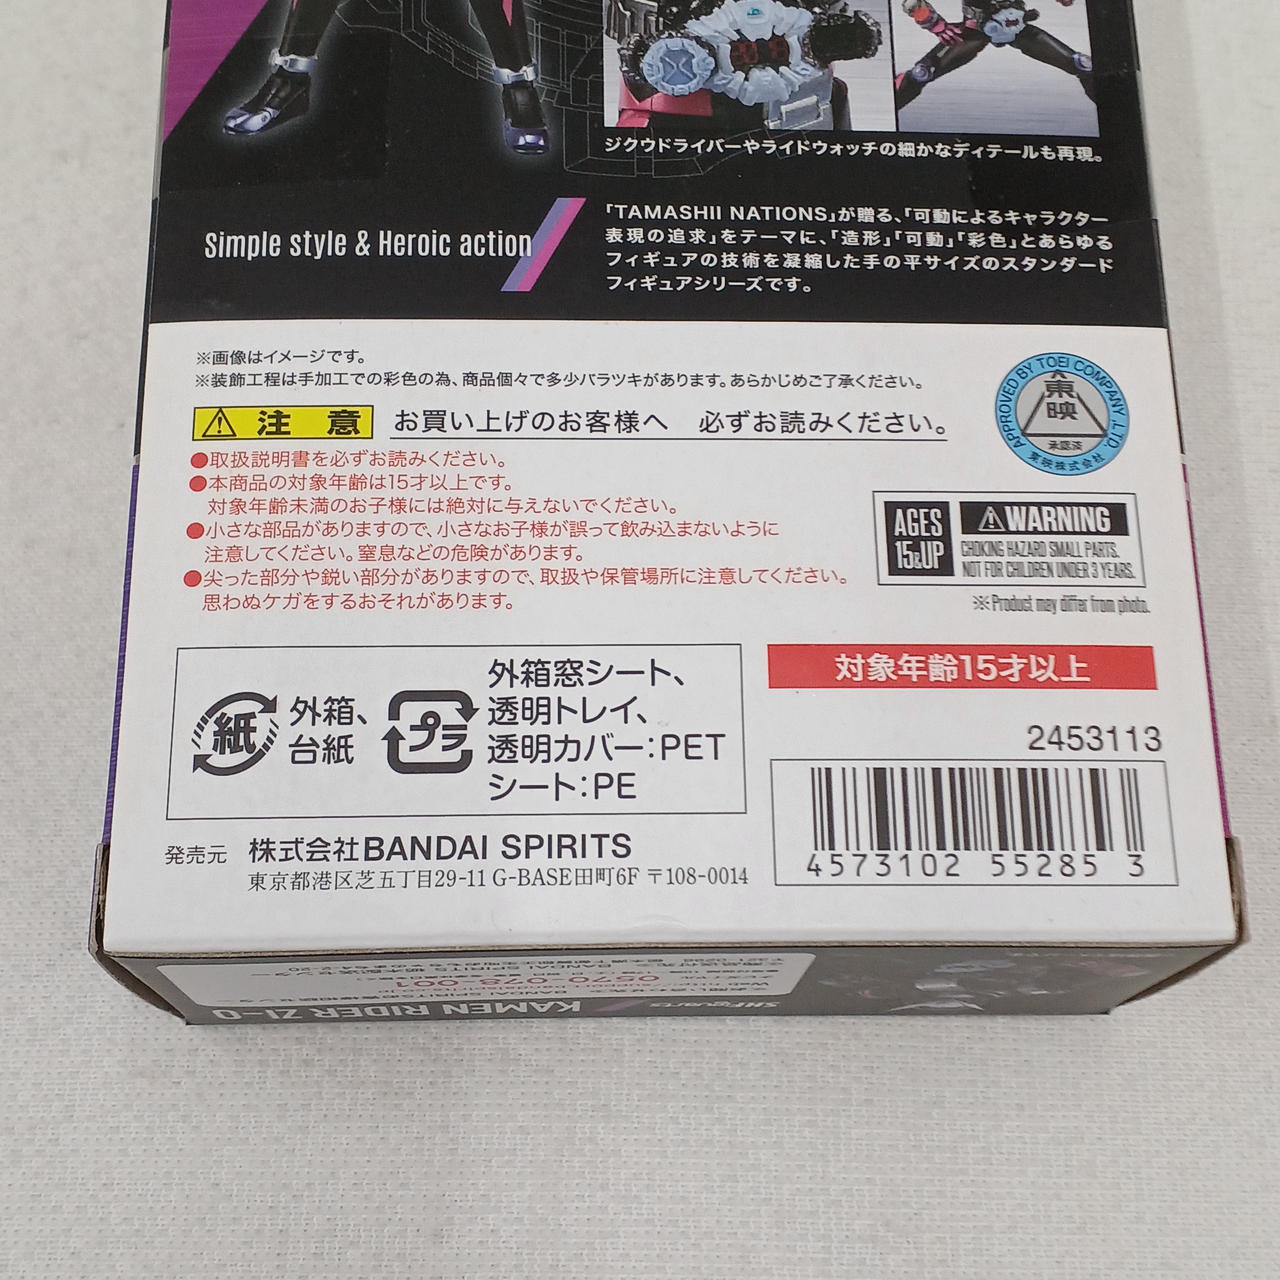 ジクウドライバーやライドウォッチの細かなディテールも再現。
Simple style & Heroic action
「TAMASHII NATIONS」が贈る、「可動によるキャラクター
表現の追求」をテーマに、「造形」「可動」「彩色」とあらゆる
フィギュアの技術を凝縮した手の平サイズのスタンダード
フィギュアシリーズです。
※画像はイメージです。
※装飾工程は手加工での彩色の為、商品個々で多少バラツキがあります。あらかじめご了承ください。
注意 お買い上げのお客様へ 必ずお読みください。
●取扱説明書を必ずお読みください。
●本商品の対象年齢は15才以上です。
対象年齢未満のお子様には絶対に与えないでください。
●小さな部品がありますので、小さなお子様が誤って飲み込まないように
注意してください。窒息などの危険があります。
●尖った部分や鋭い部分がありますので、取扱や保管場所に注意してください。
思わぬケガをするおそれがあります。
APPROVED BY TOEI COMPANY, LTD.
東映
承認済
東映株式会社
AGES
15&UP
WARNING
CHOKING HAZARD SMALL PARTS.
NOT FOR CHILDREN UNDER 3 YEARS.
※Product may differ from photo.
紙
外箱、
台紙
プラ
外箱窓シート、
透明トレイ、
透明カバー:PET
シート:PE
対象年齢15才以上
2453113
4573102 55285 3
発売元 株式会社BANDAI SPIRITS
東京都港区芝五丁目29-11 G-BASE田町6F 〒108-0014
0570-078-001
S.H.Figuarts
KAMEN RIDER ZI-O